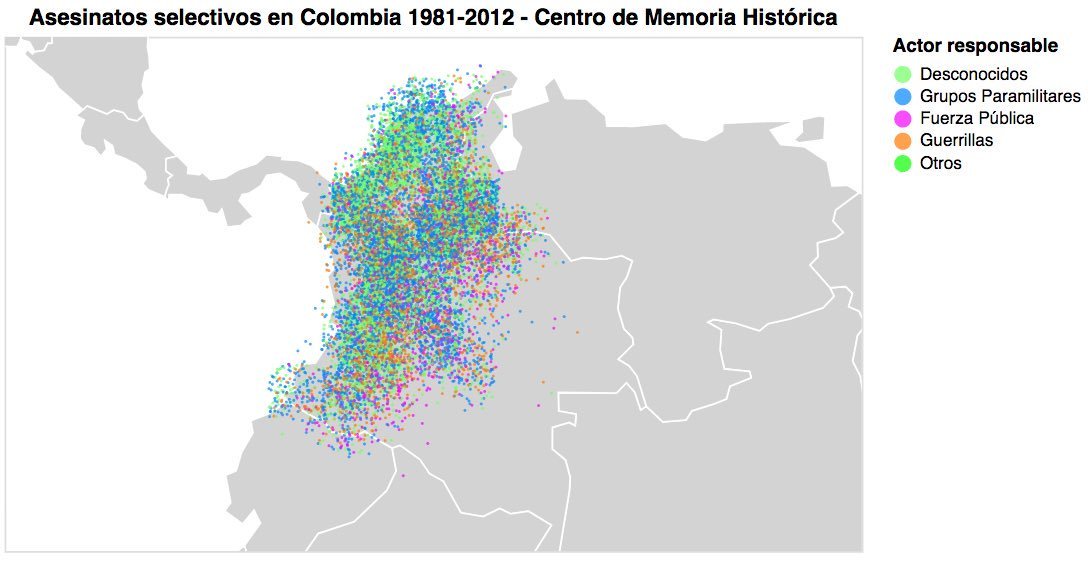 Asesinatos selectivos en Colombia 1981-2012 - Centro de Memoria Histórica
Actor responsable
Desconocidos
Grupos Paramilitares
Fuerza Pública
Guerrillas
Otros